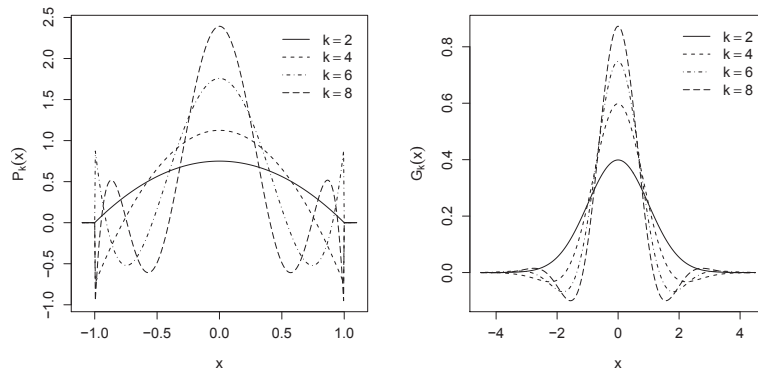 P_k(x)
2.5
2.0
1.5
1.0
0.5
0.0
−0.5
−1.0
k = 2
k = 4
k = 6
k = 8
−1.0 −0.5 0.0 0.5 1.0
x
G_k(x)
0.8
0.6
0.4
0.2
0.0
k = 2
k = 4
k = 6
k = 8
−4 −2 0 2 4
x